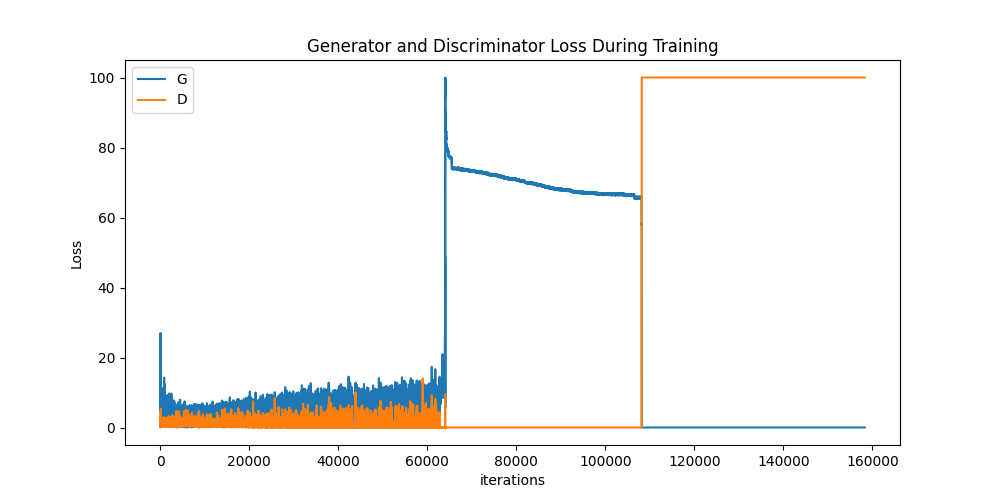 Generator and Discriminator Loss During Training
G
D
100
80
60
40
20
0
Loss
0 20000 40000 60000 80000 100000 120000 140000 160000
iterations